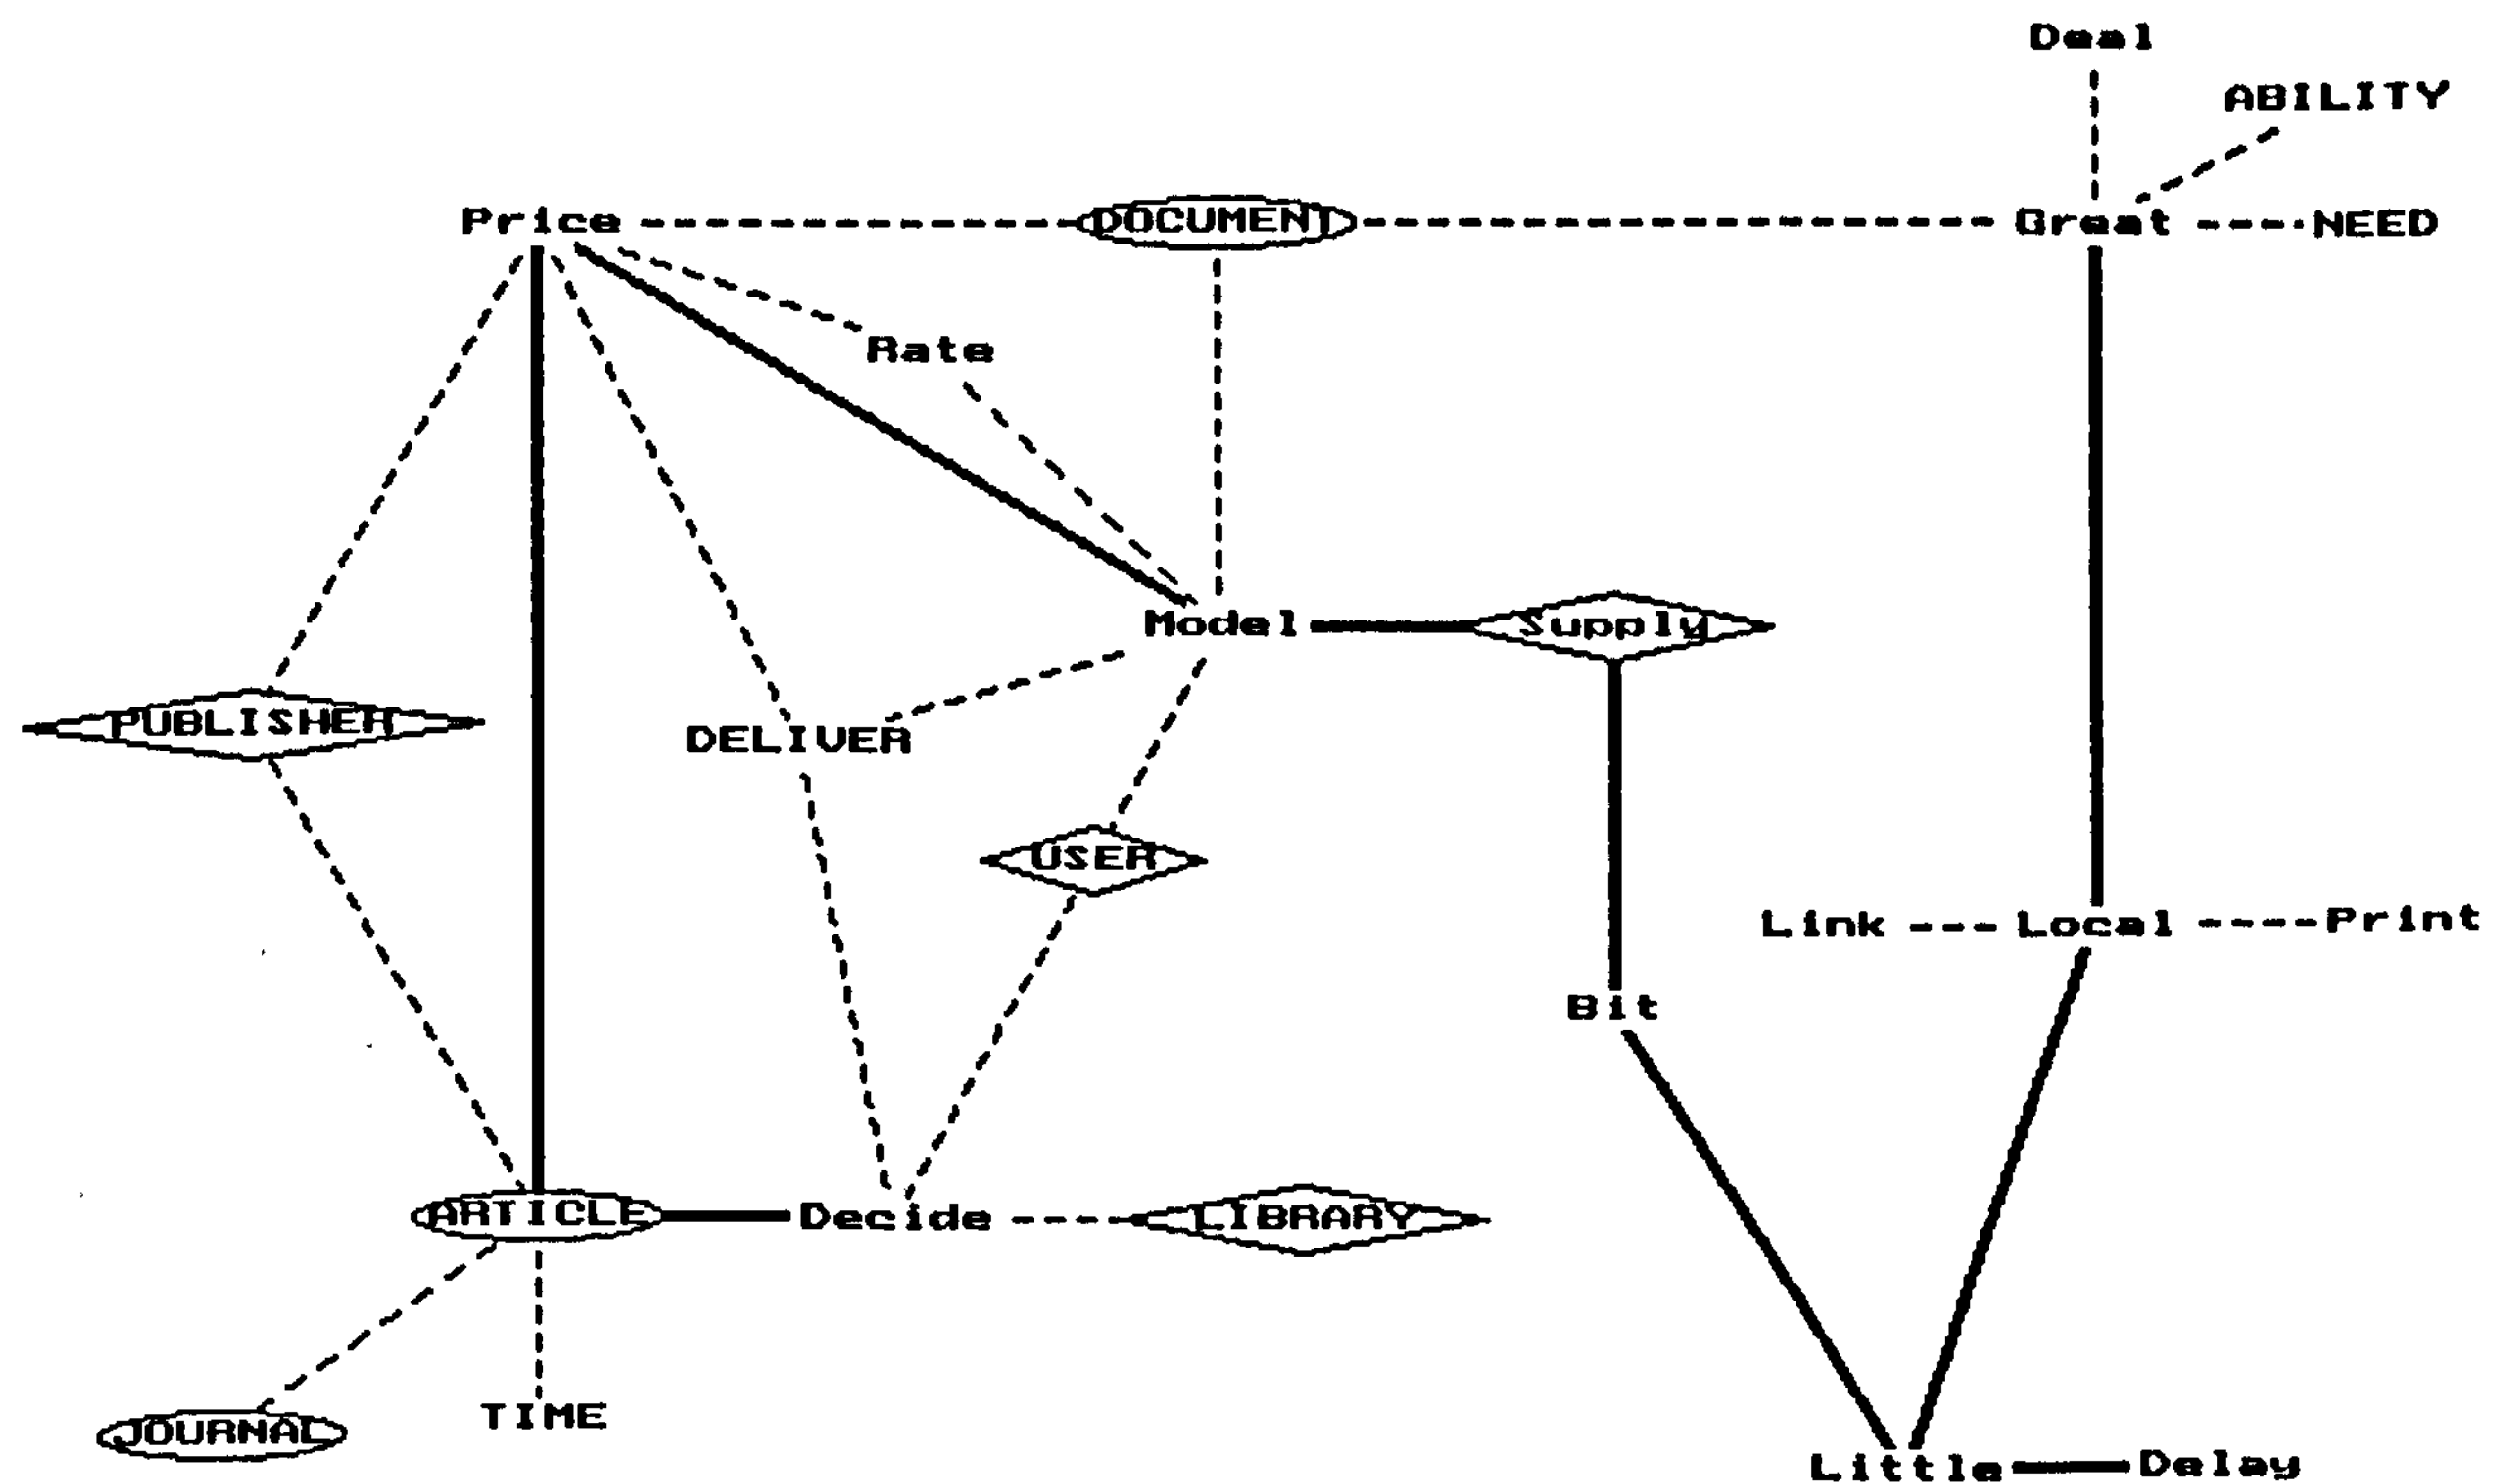 Deal
ABILITY
Price DOCUMENT Great NEED
Rate
Model Supply
PUBLISHER DELIVER
USER
Link Local Print
Bit
ARTICLE Decide LIBRARY
TIME
JOURNAL
Little Delay